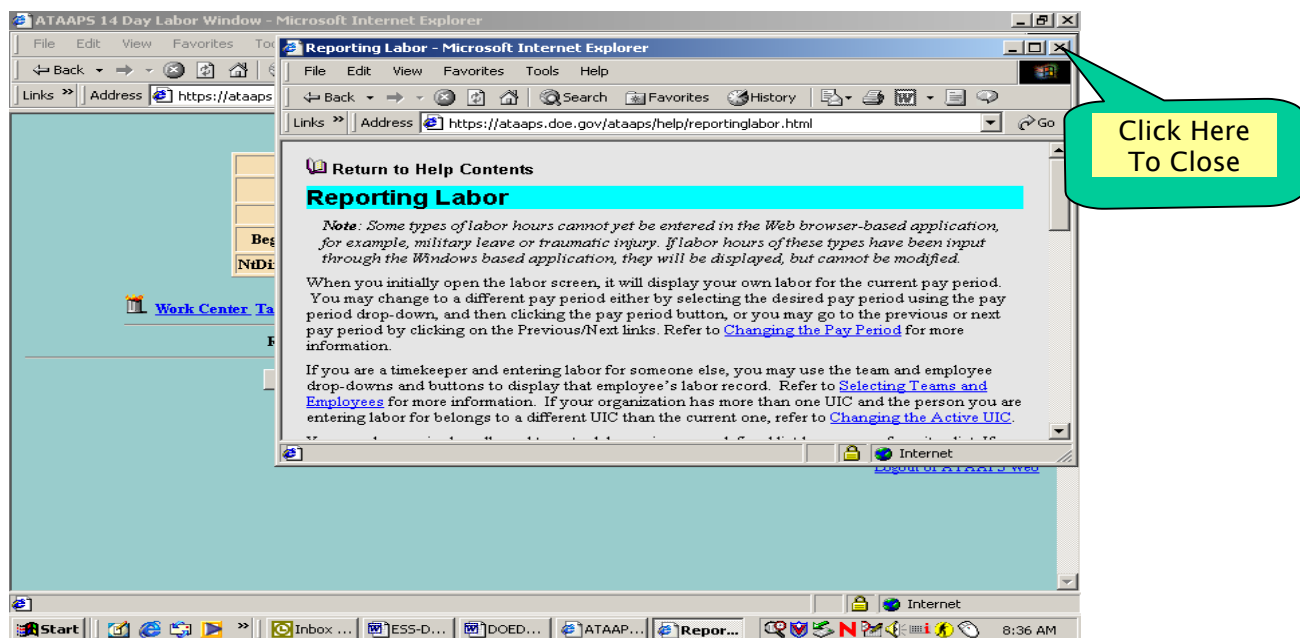 ATAAPS 14 Day Labor Window - Microsoft Internet Explorer
File Edit View Favorites
Back
Links » Address https://ataaps
Beg
Work Center
Reporting Labor - Microsoft Internet Explorer
File Edit View Favorites Tools Help
Back Search Favorites History
Links » Address https://ataaps.doe.gov/ataaps/help/reportinglabor.html Go
Return to Help Contents
Reporting Labor
Note: Some types of labor hours cannot yet be entered in the Web browser-based application,
for example, military leave or traumatic injury. If labor hours of these types have been input
through the Windows based application, they will be displayed, but cannot be modified.
When you initially open the labor screen, it will display your own labor for the current pay period.
You may change to a different pay period either by selecting the desired pay period using the pay
period drop-down, and then clicking the pay period button, or you may go to the previous or next
pay period by clicking on the Previous/Next links. Refer to Changing the Pay Period for more
information.
If you are a timekeeper and entering labor for someone else, you may use the team and employee
drop-downs and buttons to display that employee's labor record. Refer to Selecting Teams and
Employees for more information. If your organization has more than one UIC and the person you are
entering labor for belongs to a different UIC than the current one, refer to Changing the Active UIC.
Internet
Click Here
To Close
Logout of ATAAPS Web
Internet
Start » Inbox ... ESS-D... DOED... ATAAP... Repor... 8:36 AM